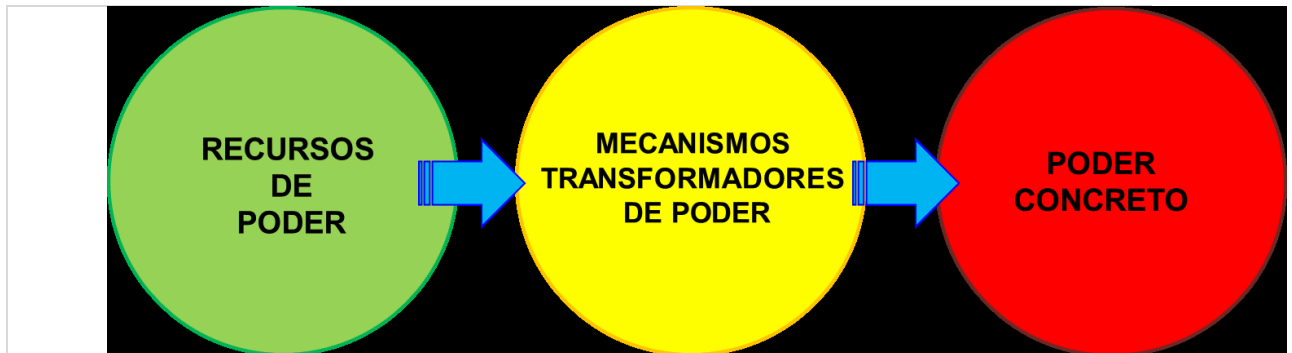 RECURSOS
DE
PODER
MECANISMOS
TRANSFORMADORES
DE PODER
PODER
CONCRETO